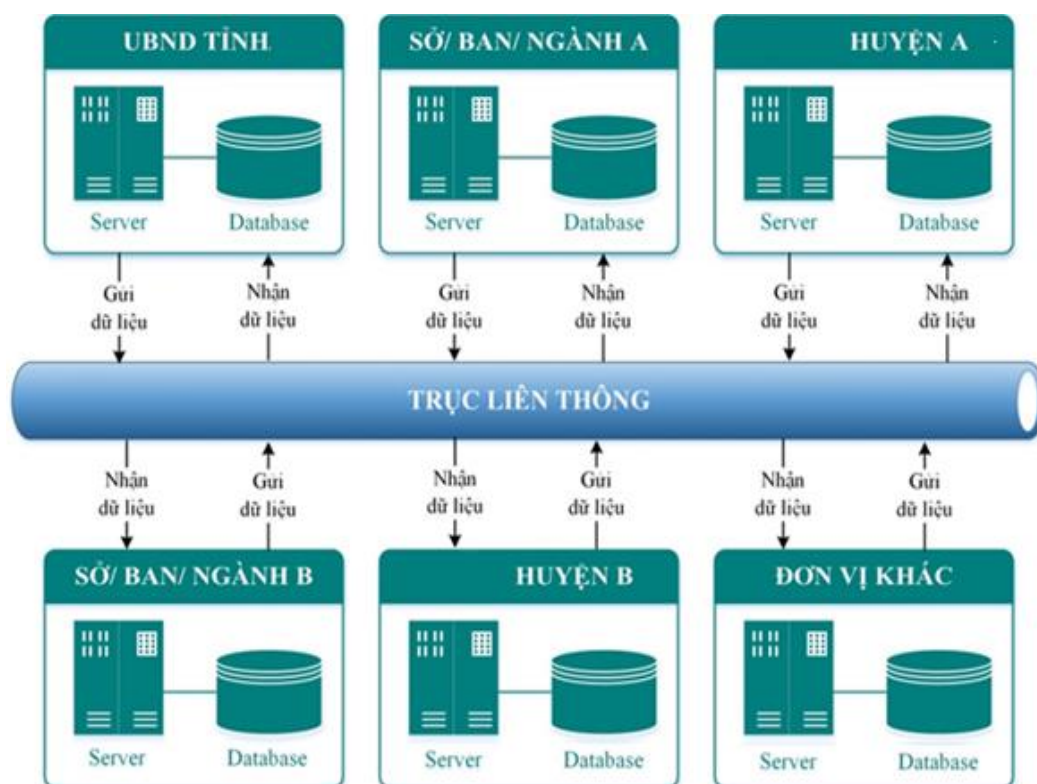 UBND TỈNH
SỞ/ BAN/ NGÀNH A
HUYỆN A
Server
Database
Server
Database
Server
Database
Gửi
dữ liệu
Nhận
dữ liệu
Gửi
dữ liệu
Nhận
dữ liệu
Gửi
dữ liệu
Nhận
dữ liệu
TRỤC LIÊN THÔNG
Nhận
dữ liệu
Gửi
dữ liệu
Nhận
dữ liệu
Gửi
dữ liệu
Nhận
dữ liệu
Gửi
dữ liệu
SỞ/ BAN/ NGÀNH B
HUYỆN B
ĐƠN VỊ KHÁC
Server
Database
Server
Database
Server
Database